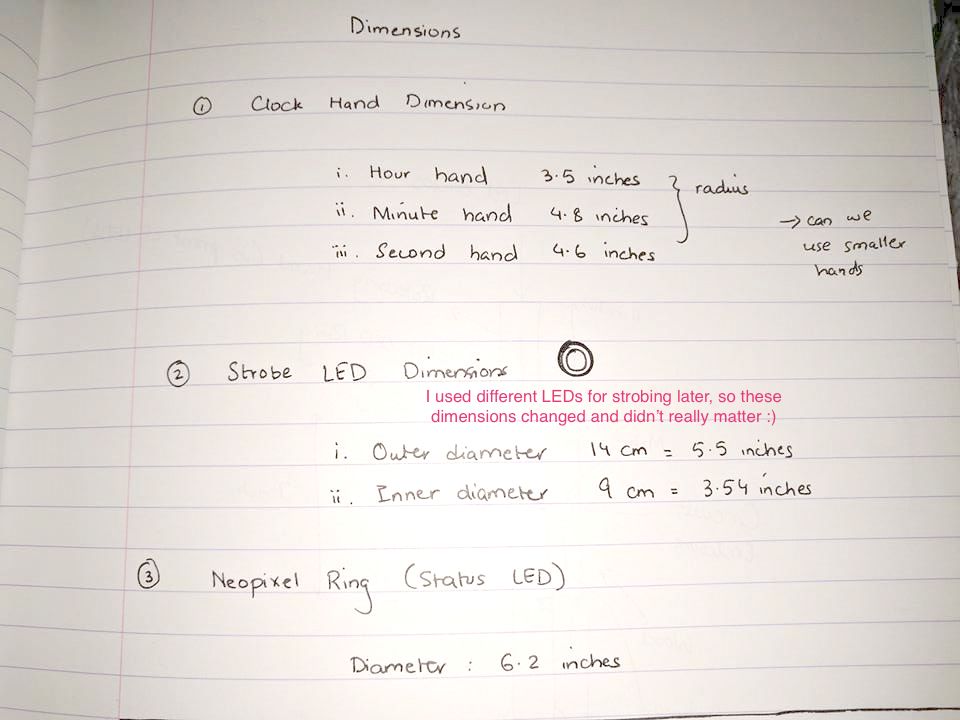 Dimensions
① Clock Hand Dimension
i. Hour hand 3.5 inches
ii. Minute hand 4.8 inches } radius
iii. Second hand 4.6 inches
→ can we
use smaller
hands
② Strobe LED Dimensions
I used different LEDs for strobing later, so these
dimensions changed and didn't really matter :)
i. Outer diameter 14 cm = 5.5 inches
ii. Inner diameter 9 cm = 3.54 inches
③ Neopixel Ring (Status LED)
Diameter : 6.2 inches